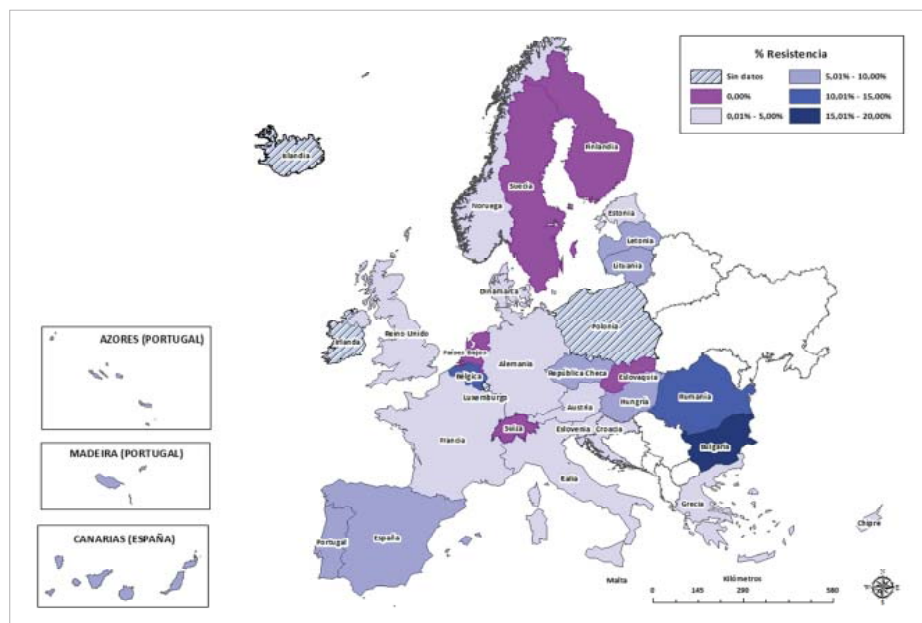 % Resistencia
Sin datos
0,00%
0,01% - 5,00%
5,01% - 10,00%
10,01% - 15,00%
15,01% - 20,00%
Islandia
Finlandia
Suecia
Noruega
Estonia
Letonia
Lituania
Dinamarca
Reino Unido
Irlanda
Polonia
Países Bajos
Alemania
Bélgica
República Checa
Eslovaquia
Luxemburgo
Hungría
Rumanía
Austria
Suiza
Eslovenia
Croacia
Francia
Bulgaria
Italia
Grecia
Portugal
España
Chipre
Malta
AZORES (PORTUGAL)
MADEIRA (PORTUGAL)
CANARIAS (ESPAÑA)
Kilómetros
0 145 290 580